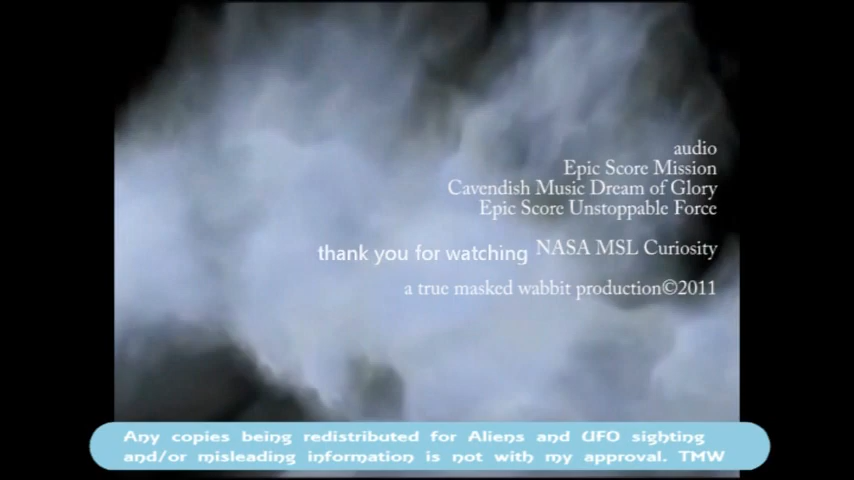 audio
Epic Score Mission
Cavendish Music Dream of Glory
Epic Score Unstoppable Force
thank you for watching NASA MSL Curiosity
a true masked wabbit production©2011
Any copies being redistributed for Aliens and UFO sighting
and/or misleading information is not with my approval. TMW